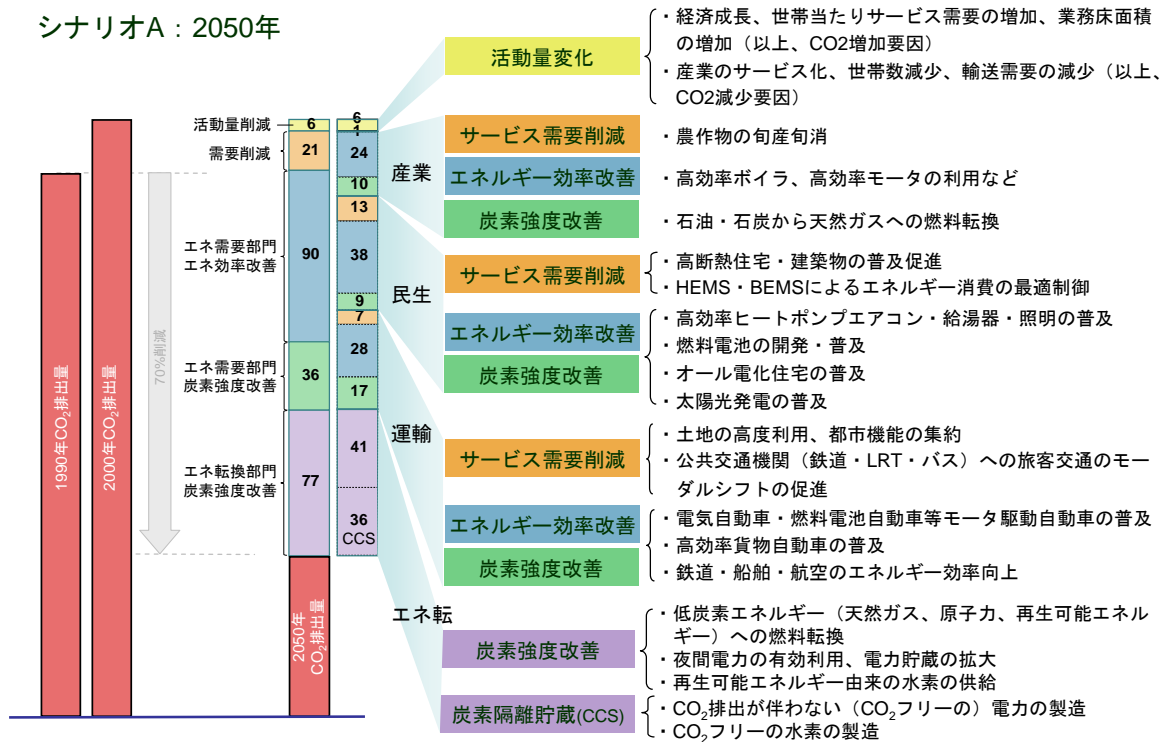 シナリオA：2050年
活動量削減
需要削減
エネ需要部門
エネ効率改善
エネ需要部門
炭素強度改善
エネ転換部門
炭素強度改善
1990年CO₂排出量
2000年CO₂排出量
70%削減
6
21
90
36
77
2050年
CO₂排出量
6
1
24
10
13
38
9
7
28
17
41
36
CCS
産業
民生
運輸
エネ転
活動量変化
・経済成長、世帯当たりサービス需要の増加、業務床面積
の増加（以上、CO2増加要因）
・産業のサービス化、世帯数減少、輸送需要の減少（以上、
CO2減少要因）
サービス需要削減
・農作物の旬産旬消
エネルギー効率改善
・高効率ボイラ、高効率モータの利用など
炭素強度改善
・石油・石炭から天然ガスへの燃料転換
サービス需要削減
・高断熱住宅・建築物の普及促進
・HEMS・BEMSによるエネルギー消費の最適制御
エネルギー効率改善
炭素強度改善
・高効率ヒートポンプエアコン・給湯器・照明の普及
・燃料電池の開発・普及
・オール電化住宅の普及
・太陽光発電の普及
サービス需要削減
・土地の高度利用、都市機能の集約
・公共交通機関（鉄道・LRT・バス）への旅客交通のモー
ダルシフトの促進
エネルギー効率改善
炭素強度改善
・電気自動車・燃料電池自動車等モータ駆動自動車の普及
・高効率貨物自動車の普及
・鉄道・船舶・航空のエネルギー効率向上
炭素強度改善
・低炭素エネルギー（天然ガス、原子力、再生可能エネル
ギー）への燃料転換
・夜間電力の有効利用、電力貯蔵の拡大
・再生可能エネルギー由来の水素の供給
炭素隔離貯蔵(CCS)
・CO₂排出が伴わない（CO₂フリーの）電力の製造
・CO₂フリーの水素の製造